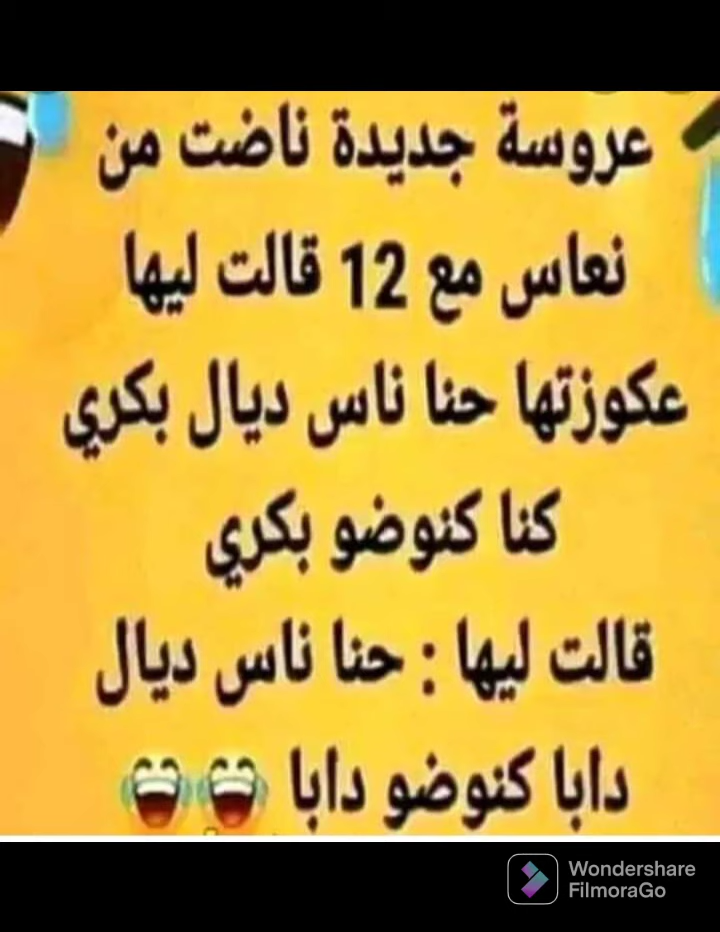 عروسة جديدة ناضت من
نعاس مع 12 قالت ليها
عكوزتها حنا ناس ديال بكري
كنا كنوضو بكري
قالت ليها : حنا ناس ديال
دابا كنوضو دابا 😂😂
Wondershare
FilmoraGo